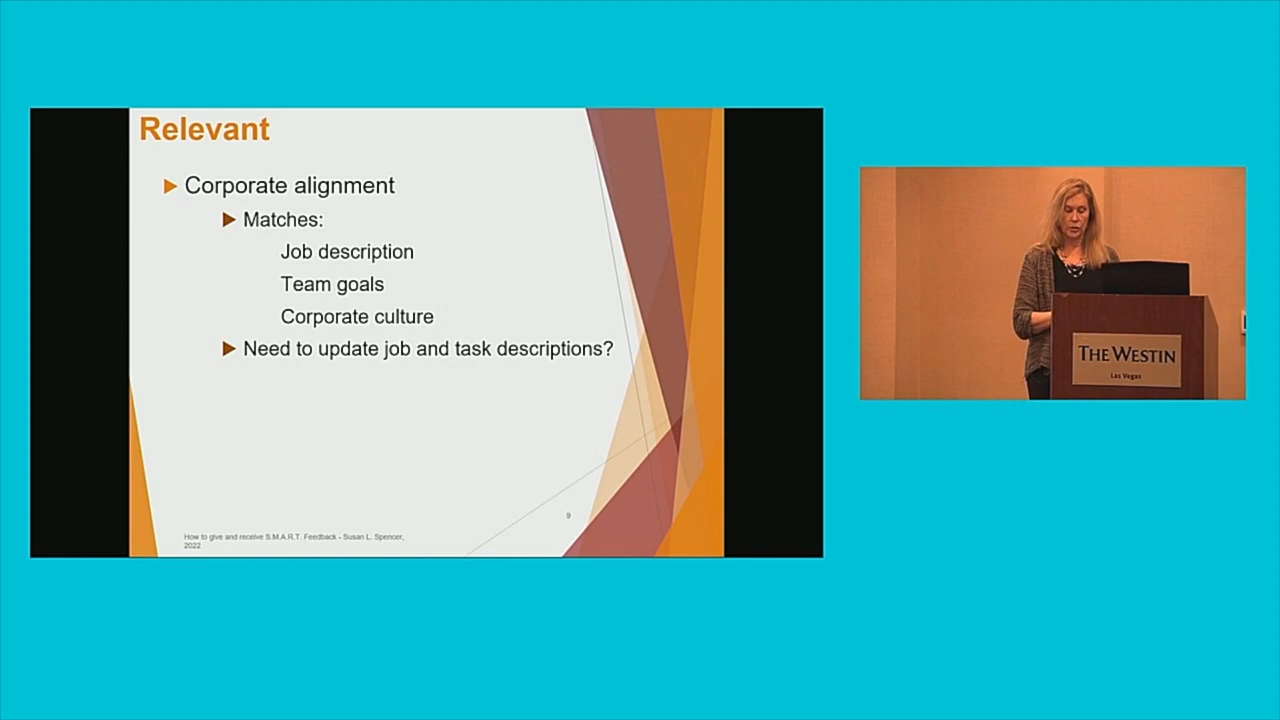 Relevant
Corporate alignment
Matches:
Job description
Team goals
Corporate culture
Need to update job and task descriptions?
9
How to give and receive S.M.A.R.T. Feedback - Susan L. Spencer,
2022
THE WESTIN
Las Vegas